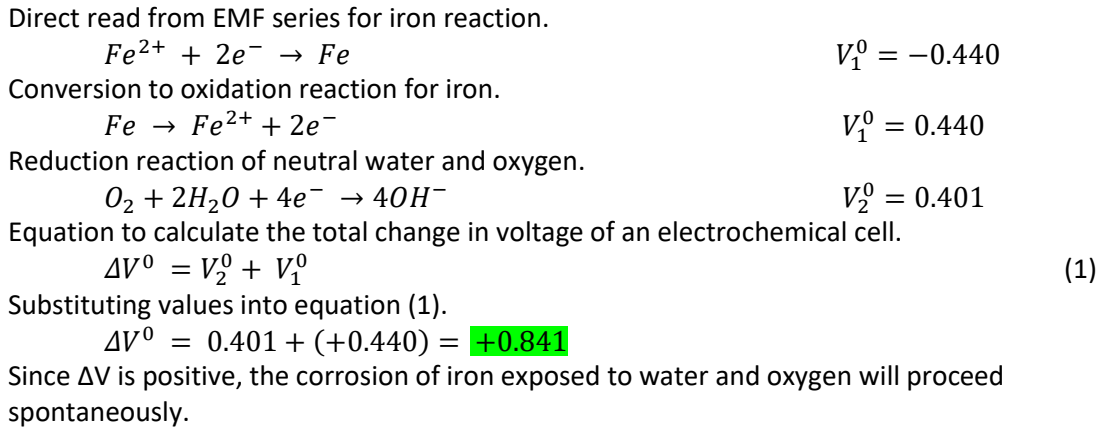 Direct read from EMF series for iron reaction.
Fe²⁺ + 2e⁻ → Fe V₁⁰ = −0.440
Conversion to oxidation reaction for iron.
Fe → Fe²⁺ + 2e⁻ V₁⁰ = 0.440
Reduction reaction of neutral water and oxygen.
O₂ + 2H₂O + 4e⁻ → 4OH⁻ V₂⁰ = 0.401
Equation to calculate the total change in voltage of an electrochemical cell.
ΔV⁰ = V₂⁰ + V₁⁰ (1)
Substituting values into equation (1).
ΔV⁰ = 0.401 + (+0.440) = +0.841
Since ΔV is positive, the corrosion of iron exposed to water and oxygen will proceed
spontaneously.